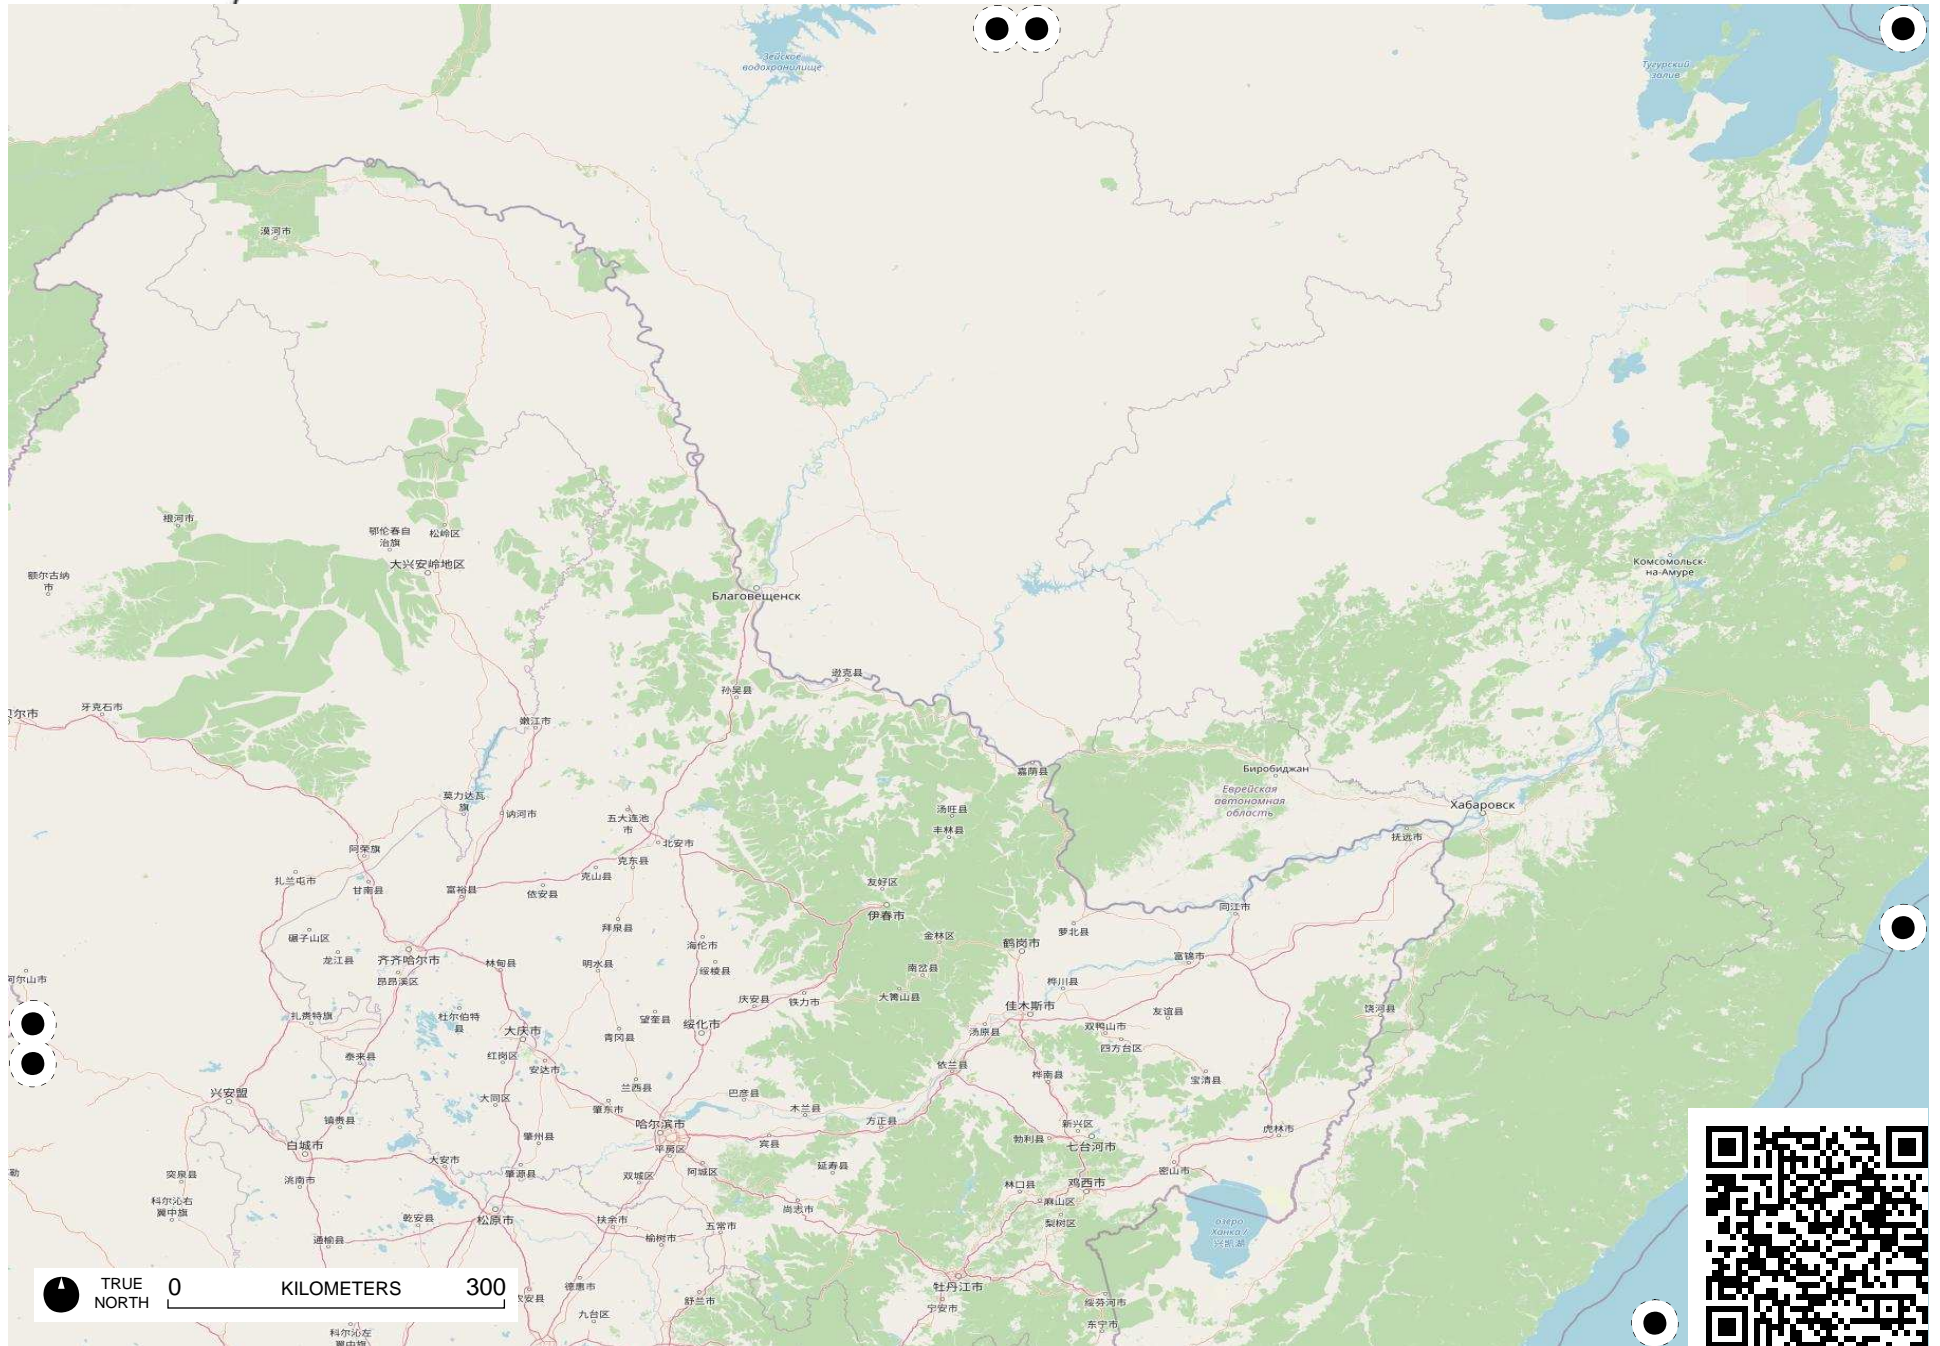 Зейское
водохранилище
Тугурский
залив
漠河市
根河市
鄂伦春自
治旗
松岭区
大兴安岭地区
额尔古纳
市
Комсомольск-
на-Амуре
Благовещенск
逊克县
孙吴县
牙克石市
嫩江市
嘉荫县
Биробиджан
Еврейская
автономная
область
莫力达瓦
旗
讷河市
汤旺县
丰林县
Хабаровск
五大连池
市
北安市
抚远市
阿荣旗
克东县
扎兰屯市
甘南县
富裕县
依安县
克山县
友好区
伊春市
同江市
拜泉县
碾子山区
龙江县
齐齐哈尔市
昂昂溪区
林甸县
明水县
海伦市
绥棱县
金林区
鹤岗市
萝北县
南岔县
富锦市
桦川县
大箐山县
庆安县
铁力市
佳木斯市
友谊县
饶河县
扎赉特旗
杜尔伯特
县
大庆市
望奎县
青冈县
绥化市
汤原县
双鸭山市
四方台区
泰来县
红岗区
安达市
依兰县
桦南县
宝清县
兴安盟
大同区
兰西县
巴彦县
肇东市
木兰县
方正县
镇赉县
白城市
肇州县
哈尔滨市
平房区
宾县
新兴区
勃利县
七台河市
虎林市
大安市
突泉县
洮南市
肇源县
双城区
阿城区
延寿县
密山市
科尔沁右
翼中旗
林口县
鸡西市
麻山区
尚志市
乾安县
松原市
扶余市
五常市
梨树区
通榆县
榆树市
озеро
Ханка /
兴凯湖
TRUE
NORTH
0 KILOMETERS 300
德惠市
牡丹江市
舒兰市
宁安市
绥芬河市
九台区
东宁市
科尔沁左
翼中旗